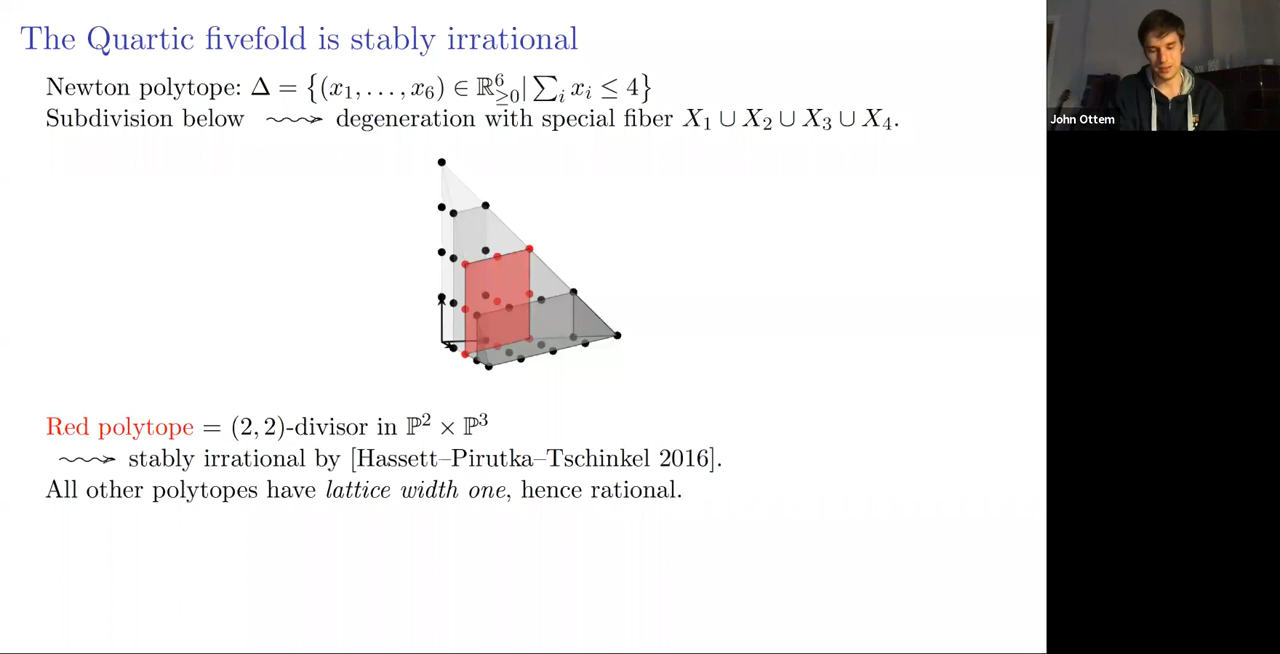 The Quartic fivefold is stably irrational
Newton polytope: Δ = {(x₁, . . . , x₆) ∈ ℝ⁶≥0| ∑ᵢ xᵢ ≤ 4}
Subdivision below ⇝ degeneration with special fiber X₁ ∪ X₂ ∪ X₃ ∪ X₄.
John Ottem
Red polytope = (2, 2)-divisor in ℙ² × ℙ³
⇝ stably irrational by [Hassett–Pirutka–Tschinkel 2016].
All other polytopes have lattice width one, hence rational.